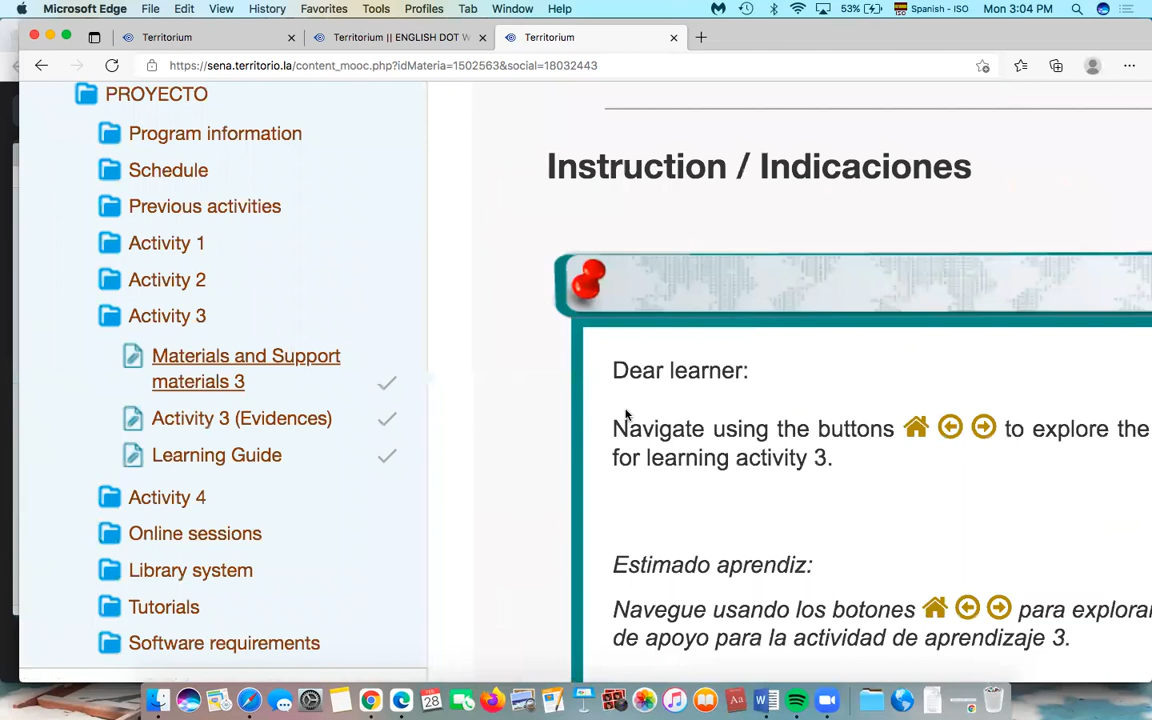 Microsoft Edge File Edit View History Favorites Tools Profiles Tab Window Help 53% Spanish - ISO Mon 3:04 PM
Territorium Territorium || ENGLISH DOT W Territorium
https://sena.territorio.la/content_mooc.php?idMateria=1502563&social=18032443
PROYECTO
Program information
Schedule
Previous activities
Activity 1
Activity 2
Activity 3
Materials and Support
materials 3
Activity 3 (Evidences)
Learning Guide
Activity 4
Online sessions
Library system
Tutorials
Software requirements
Instruction / Indicaciones
Dear learner:
Navigate using the buttons to explore the
for learning activity 3.
Estimado aprendiz:
Navegue usando los botones para explorar
de apoyo para la actividad de aprendizaje 3.